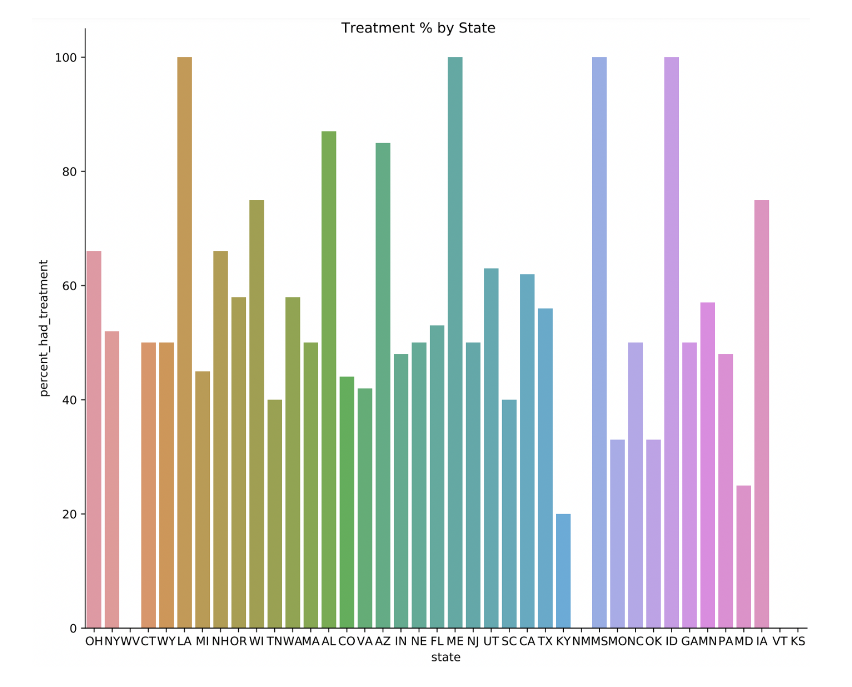 Treatment % by State
percent_had_treatment
100
80
60
40
20
0
OH NY WV CT WY LA MI NH OR WI TN WA MA AL CO VA AZ IN NE FL ME NJ UT SC CA TX KY NM MS MO NC OK ID GA MN PA MD IA VT KS
state